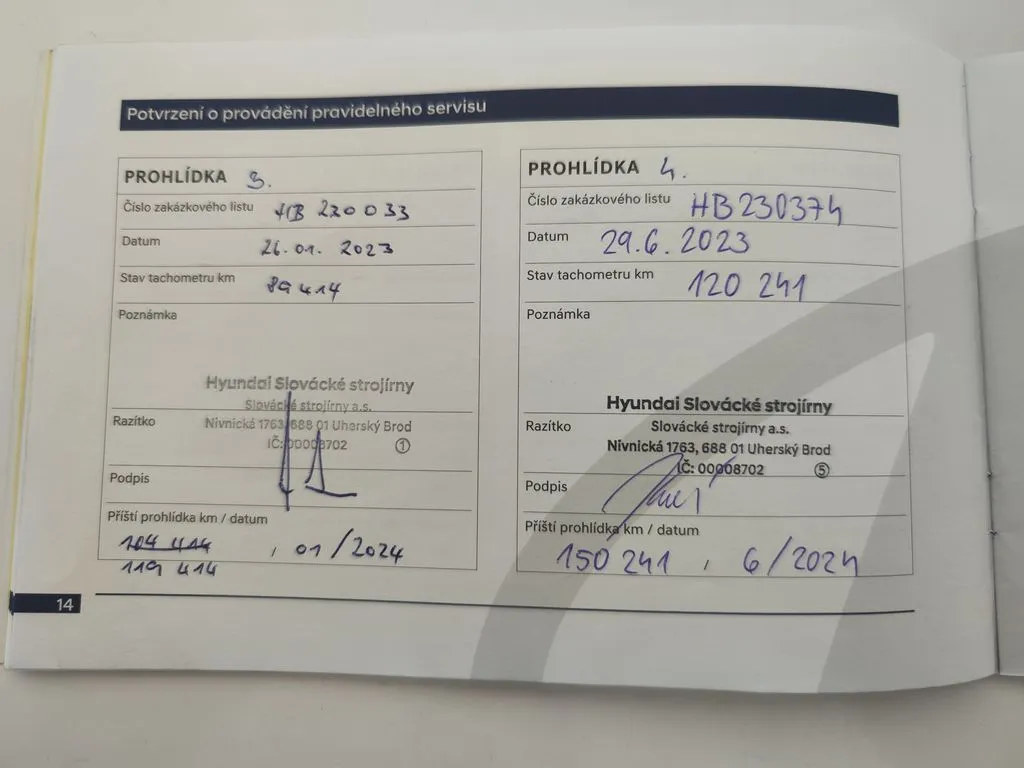 Potvrzení o provádění pravidelného servisu
PROHLÍDKA 3.
Číslo zakázkového listu HB 230033
Datum 26.01. 2023
Stav tachometru km 89 414
Poznámka
Hyundai Slovácké strojírny
Slovácké strojírny a.s.
Razítko Nivnická 1763, 688 01 Uherský Brod
IČ: 00008702 1
Podpis
Příští prohlídka km / datum
104 414 , 01/2024
119 414
PROHLÍDKA 4.
Číslo zakázkového listu HB230374
Datum 29.6.2023
Stav tachometru km 120 241
Poznámka
Hyundai Slovácké strojírny
Razítko Slovácké strojírny a.s.
Nivnická 1763, 688 01 Uherský Brod
IČ: 00008702 5
Podpis
Příští prohlídka km / datum
150 241 , 6/2024
14